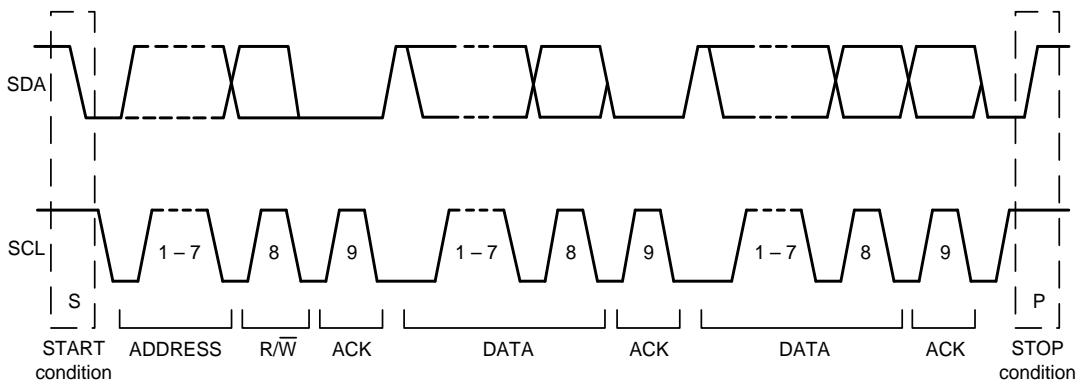 SDA
SCL
1 – 7 8 9 1 – 7 8 9 1 – 7 8 9
S P
START ADDRESS R/W̅ ACK DATA ACK DATA ACK STOP
condition condition